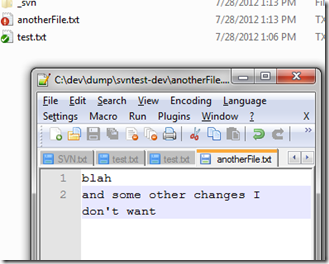 _svn 7/28/2012 1:13 PM
anotherFile.txt 7/28/2012 1:13 PM TX
test.txt 7/28/2012 1:06 PM TX
C:\dev\dump\svntest-dev\anotherFile....
File Edit Search View Encoding Language
Settings Macro Run Plugins Window ? X
SVN.txt test.txt test.txt anotherFile.txt
1 blah
2 and some other changes I
don't want